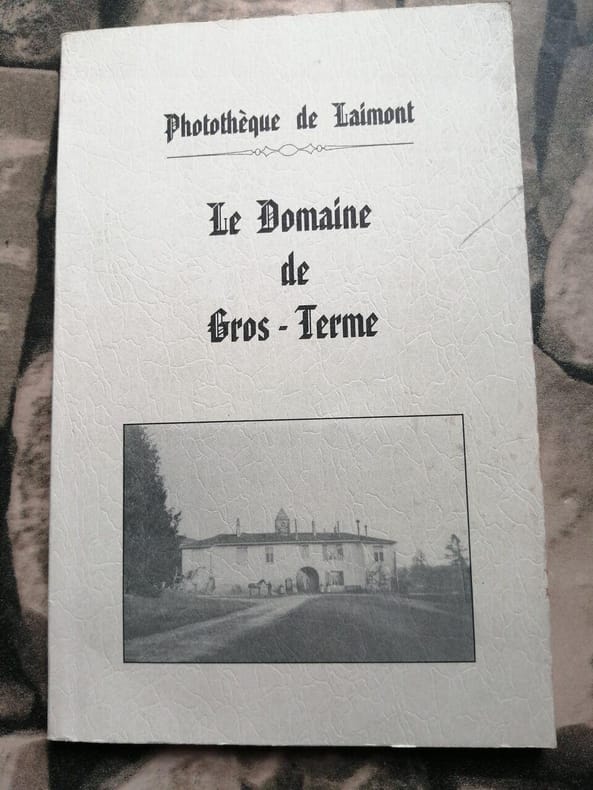 Photothèque de Laimont
Le Domaine
de
Gros - Terme